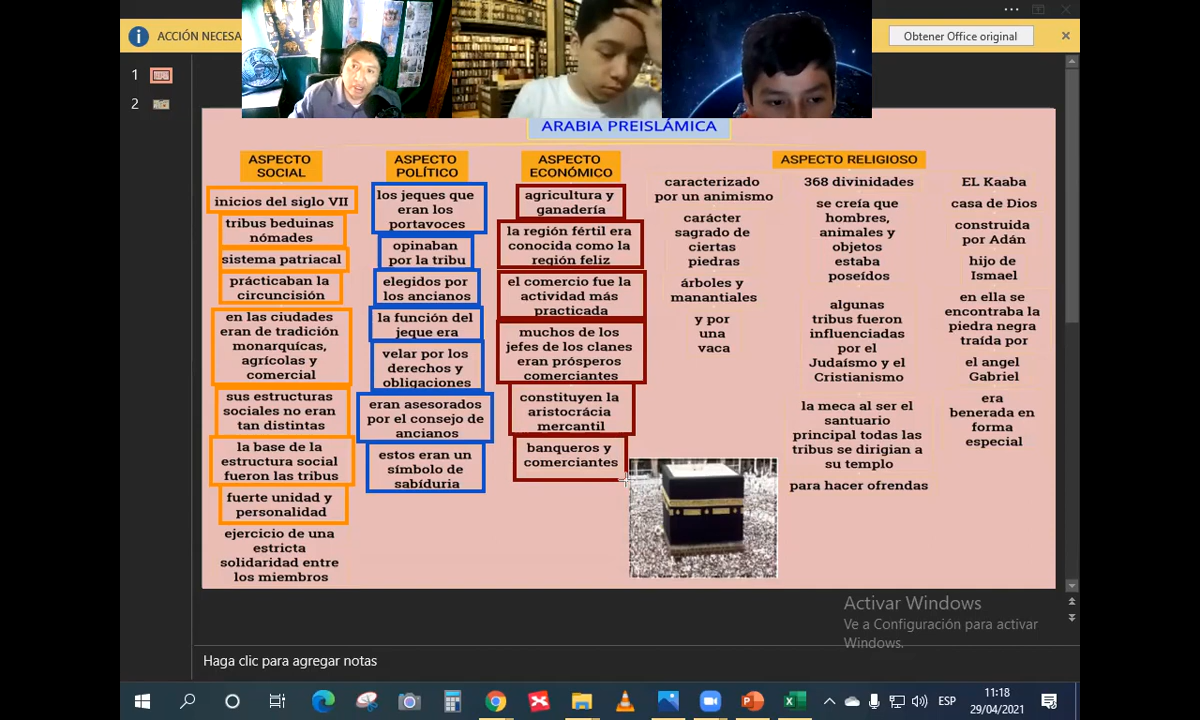 ACCIÓN NECESA
Obtener Office original
1
2
ARABIA PREISLÁMICA
ASPECTO
SOCIAL
inicios del siglo VII
tribus beduinas
nómades
sistema patriacal
prácticaban la
circuncisión
en las ciudades
eran de tradición
monarquícas,
agrícolas y
comercial
sus estructuras
sociales no eran
tan distintas
la base de la
estructura social
fueron las tribus
fuerte unidad y
personalidad
ejercicio de una
estricta
solidaridad entre
los miembros
ASPECTO
POLÍTICO
los jeques que
eran los
portavoces
opinaban
por la tribu
elegidos por
los ancianos
la función del
jeque era
velar por los
derechos y
obligaciones
eran asesorados
por el consejo de
ancianos
estos eran un
símbolo de
sabíduria
ASPECTO
ECONÓMICO
agricultura y
ganadería
la región fértil era
conocida como la
región feliz
el comercio fue la
actividad más
practicada
muchos de los
jefes de los clanes
eran prósperos
comerciantes
constituyen la
aristocrácia
mercantil
banqueros y
comerciantes
ASPECTO RELIGIOSO
caracterizado
por un animismo
carácter
sagrado de
ciertas
piedras
árboles y
manantiales
y por
una
vaca
368 divinidades
se creía que
hombres,
animales y
objetos
estaba
poseídos
algunas
tribus fueron
influenciadas
por el
Judaísmo y el
Cristianismo
la meca al ser el
santuario
principal todas las
tribus se dirigian a
su templo
para hacer ofrendas
EL Kaaba
casa de Dios
construida
por Adán
hijo de
Ismael
en ella se
encontraba la
piedra negra
traída por
el angel
Gabriel
era
benerada en
forma
especial
Activar Windows
Ve a Configuración para activar
Windows.
Haga clic para agregar notas
ESP
11:18
29/04/2021